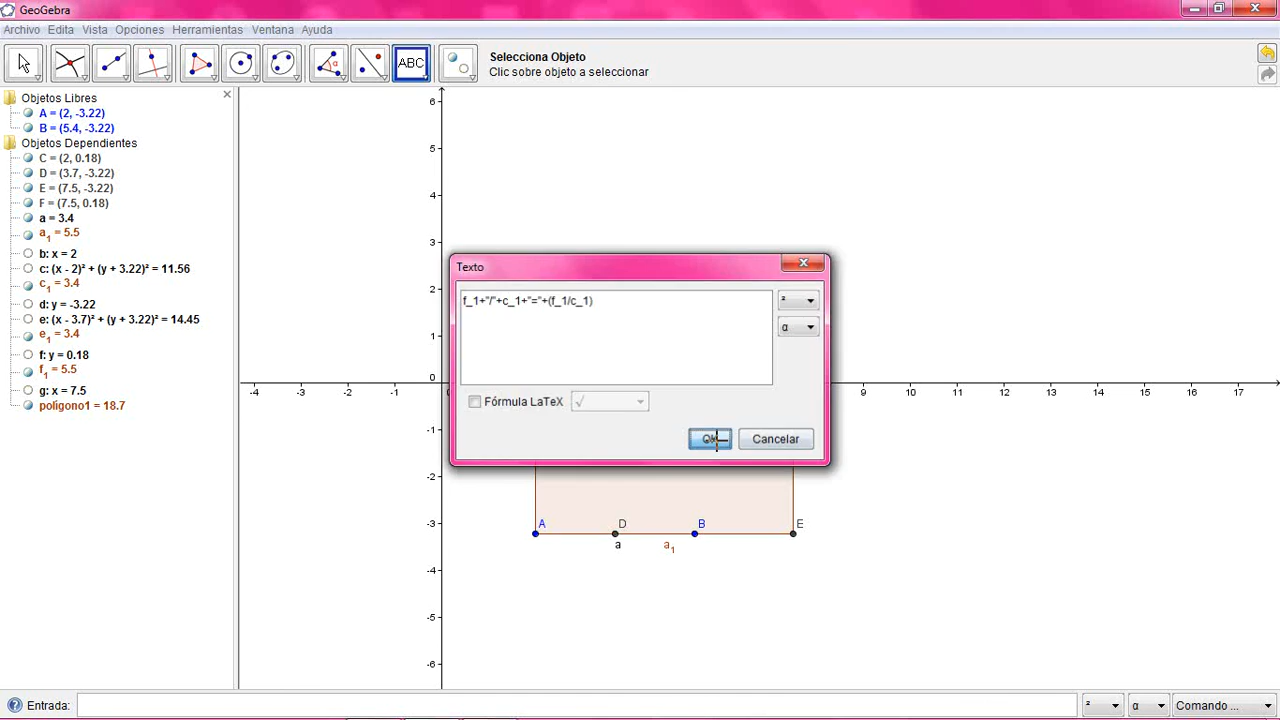 GeoGebra
Archivo Edita Vista Opciones Herramientas Ventana Ayuda
ABC
Selecciona Objeto
Clic sobre objeto a seleccionar
Objetos Libres
A = (2, -3.22)
B = (5.4, -3.22)
Objetos Dependientes
C = (2, 0.18)
D = (3.7, -3.22)
E = (7.5, -3.22)
F = (7.5, 0.18)
a = 3.4
a₁ = 5.5
b: x = 2
c: (x - 2)² + (y + 3.22)² = 11.56
c₁ = 3.4
d: y = -3.22
e: (x - 3.7)² + (y + 3.22)² = 14.45
e₁ = 3.4
f: y = 0.18
f₁ = 5.5
g: x = 7.5
polígono1 = 18.7
6
5
4
3
2
1
0
-4 -3 -2 -1 0 9 10 11 12 13 14 15 16 17
-1
-2
-3
-4
-5
-6
Texto
f_1+"/"+c_1+"="+(f_1/c_1)
²
α
Fórmula LaTeX √
Cancelar
A D B E
a a₁
Entrada: ² α Comando ...